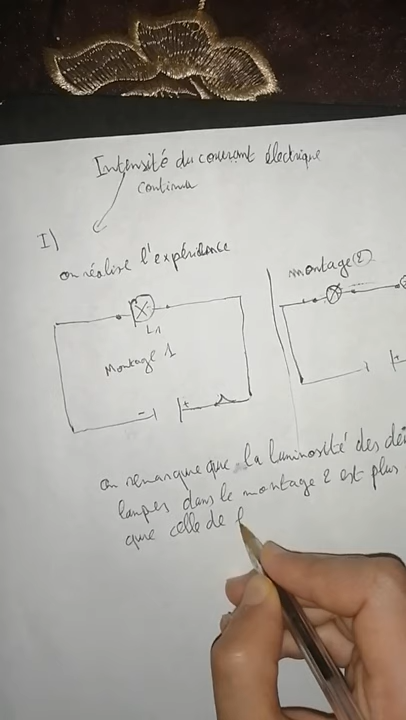 Intensité du courant électrique
continu
I)
on réalise l'expérience
montage (2)
L1
Montage 1
+
-
+
on remarque que la luminosité des de
lampes dans le montage 2 est plus
que celle de